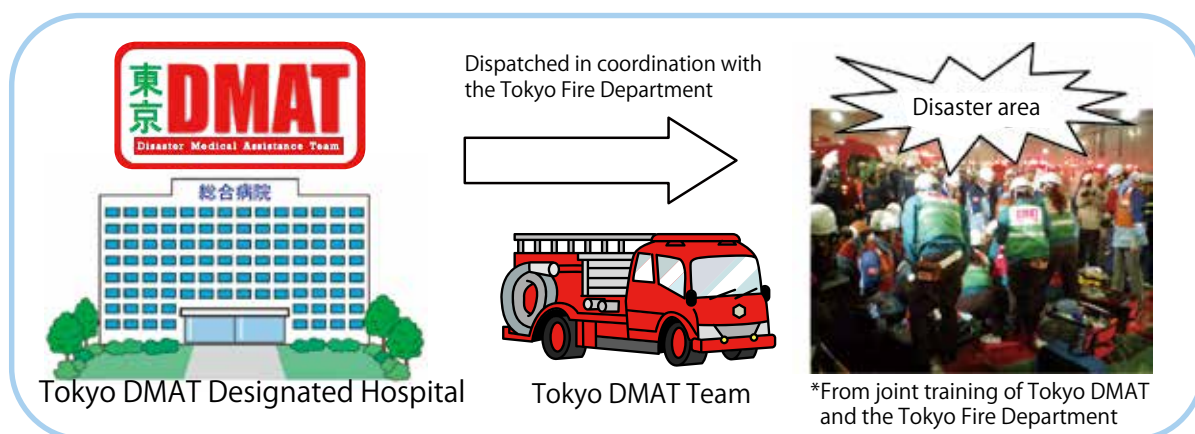 東京
DMAT
Disaster Medical Assistance Team
総合病院
Tokyo DMAT Designated Hospital
Dispatched in coordination with
the Tokyo Fire Department
Tokyo DMAT Team
Disaster area
DMAT
*From joint training of Tokyo DMAT
and the Tokyo Fire Department